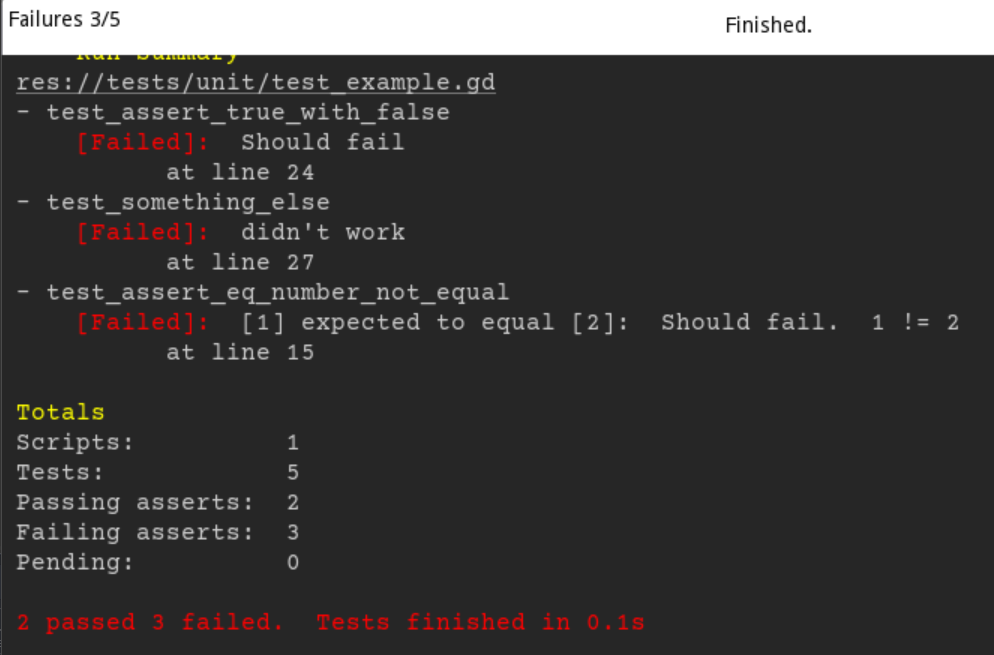 Failures 3/5
Finished.
Run Summary
res://tests/unit/test_example.gd
- test_assert_true_with_false
[Failed]:  Should fail
at line 24
- test_something_else
[Failed]:  didn't work
at line 27
- test_assert_eq_number_not_equal
[Failed]:  [1] expected to equal [2]:  Should fail.  1 != 2
at line 15
Totals
Scripts:          1
Tests:            5
Passing asserts:  2
Failing asserts:  3
Pending:          0
2 passed 3 failed.  Tests finished in 0.1s